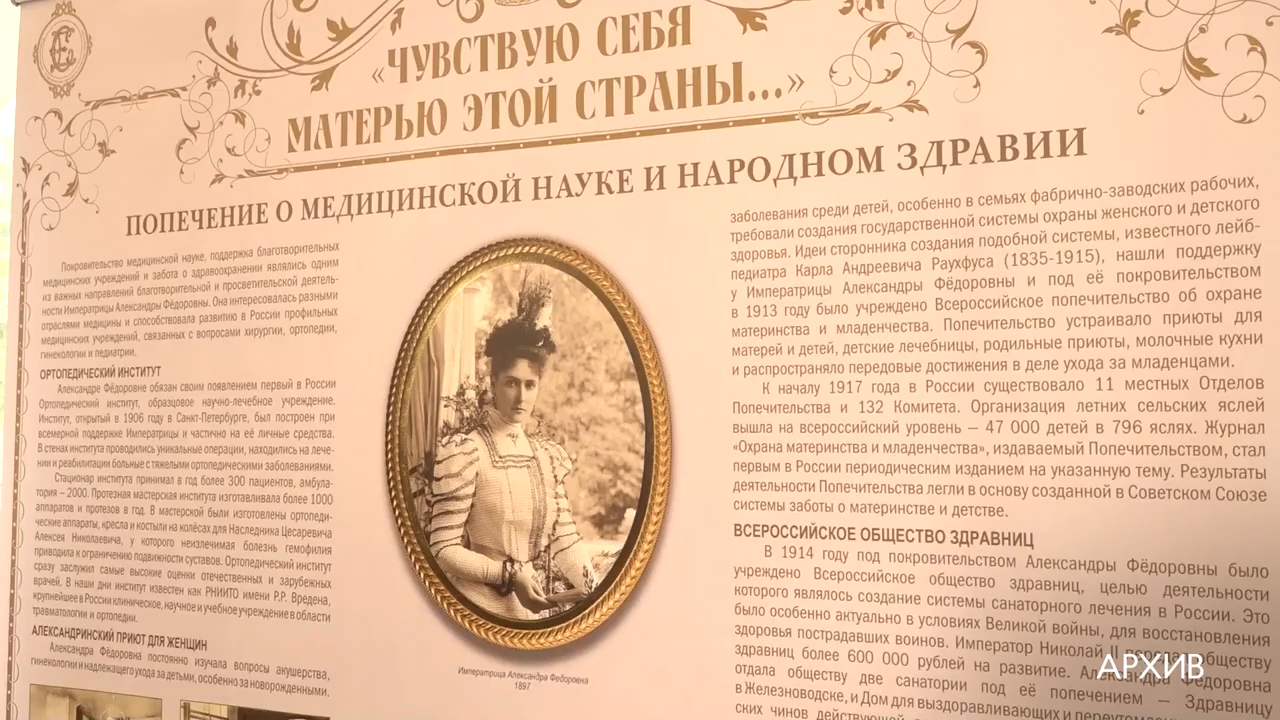 «ЧУВСТВУЮ СЕБЯ
МАТЕРЬЮ ЭТОЙ СТРАНЫ...»
ПОПЕЧЕНИЕ О МЕДИЦИНСКОЙ НАУКЕ И НАРОДНОМ ЗДРАВИИ
Покровительство медицинской науке, поддержка благотворительных
медицинских учреждений и забота о здравоохранении являлись одним
из важных направлений благотворительной и просветительской деятель-
ности Императрицы Александры Фёдоровны. Она интересовалась разными
отраслями медицины и способствовала развитию в России профильных
медицинских учреждений, связанных с вопросами хирургии, ортопедии,
гинекологии и педиатрии.
ОРТОПЕДИЧЕСКИЙ ИНСТИТУТ
Александре Фёдоровне обязан своим появлением первый в России
Ортопедический институт, образцовое научно-лечебное учреждение.
Институт, открытый в 1906 году в Санкт-Петербурге, был построен при
всемерной поддержке Императрицы и частично на её личные средства.
В стенах института проводились уникальные операции, находились на лече-
нии и реабилитации больные с тяжелыми ортопедическими заболеваниями.
Стационар института принимал в год более 300 пациентов, амбула-
тория – 2000. Протезная мастерская института изготавливала более 1000
аппаратов и протезов в год. В мастерской были изготовлены ортопеди-
ческие аппараты, кресла и костыли на колёсах для Наследника Цесаревича
Алексея Николаевича, у которого неизлечимая болезнь гемофилия
приводила к ограничению подвижности суставов. Ортопедический институт
сразу заслужил самые высокие оценки отечественных и зарубежных
врачей. В наши дни институт известен как РНИИТО имени Р.Р. Вредена,
крупнейшее в России клиническое, научное и учебное учреждение в области
травматологии и ортопедии.
АЛЕКСАНДРИНСКИЙ ПРИЮТ ДЛЯ ЖЕНЩИН
Александра Фёдоровна постоянно изучала вопросы акушерства,
гинекологии и надлежащего ухода за детьми, особенно за новорожденными.
Императрица Александра Федоровна
1897
заболевания среди детей, особенно в семьях фабрично-заводских рабочих,
требовали создания государственной системы охраны женского и детского
здоровья. Идеи сторонника создания подобной системы, известного лейб-
педиатра Карла Андреевича Раухфуса (1835-1915), нашли поддержку
у Императрицы Александры Фёдоровны и под её покровительством
в 1913 году было учреждено Всероссийское попечительство об охране
материнства и младенчества. Попечительство устраивало приюты для
матерей и детей, детские лечебницы, родильные приюты, молочные кухни
и распространяло передовые достижения в деле ухода за младенцами.
К началу 1917 года в России существовало 11 местных Отделов
Попечительства и 132 Комитета. Организация летних сельских яслей
вышла на всероссийский уровень – 47 000 детей в 796 яслях. Журнал
«Охрана материнства и младенчества», издаваемый Попечительством, стал
первым в России периодическим изданием на указанную тему. Результаты
деятельности Попечительства легли в основу созданной в Советском Союзе
системы заботы о материнстве и детстве.
ВСЕРОССИЙСКОЕ ОБЩЕСТВО ЗДРАВНИЦ
В 1914 году под покровительством Александры Фёдоровны было
учреждено Всероссийское общество здравниц, целью деятельности
которого являлось создание системы санаторного лечения в России. Это
было особенно актуально в условиях Великой войны, для восстановления
здоровья пострадавших воинов. Император Николай II передал обществу
здравниц более 600 000 рублей на развитие. Александра Фёдоровна
отдала обществу две санатории под её попечением — Здравницу
в Железноводске, и Дом для выздоравливающих и
ских чинов действующей
АРХИВ